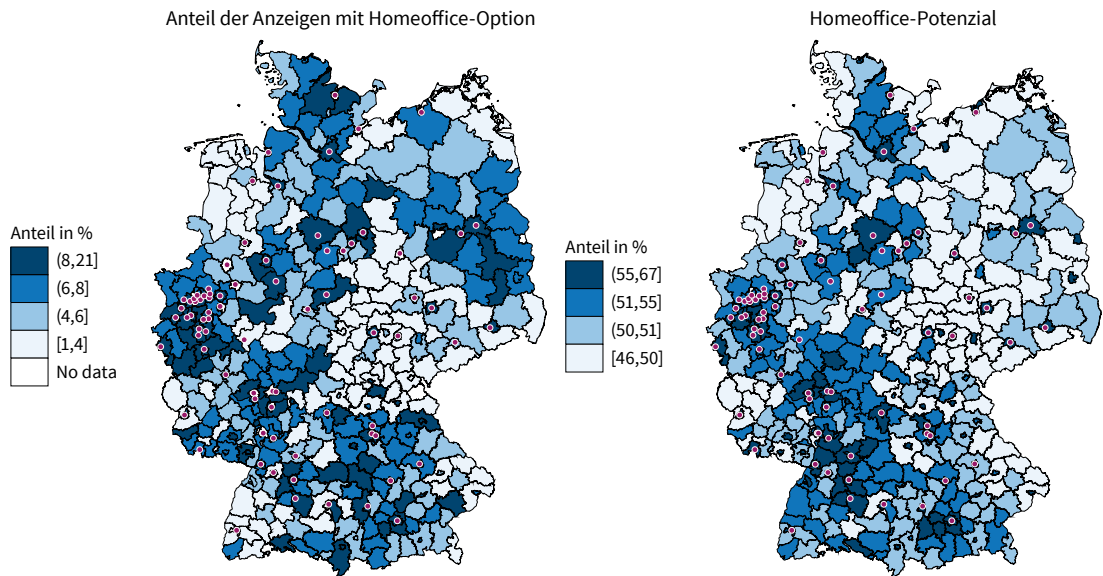 Anteil der Anzeigen mit Homeoffice-Option
Homeoffice-Potenzial
Anteil in %
(8,21]
(6,8]
(4,6]
[1,4]
No data
Anteil in %
(55,67]
(51,55]
(50,51]
[46,50]